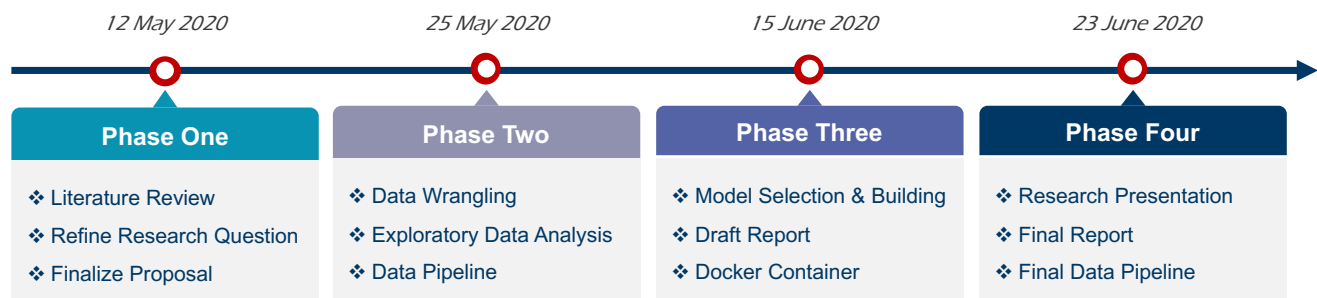 12 May 2020
25 May 2020
15 June 2020
23 June 2020
Phase One
❖ Literature Review
❖ Refine Research Question
❖ Finalize Proposal
Phase Two
❖ Data Wrangling
❖ Exploratory Data Analysis
❖ Data Pipeline
Phase Three
❖ Model Selection & Building
❖ Draft Report
❖ Docker Container
Phase Four
❖ Research Presentation
❖ Final Report
❖ Final Data Pipeline